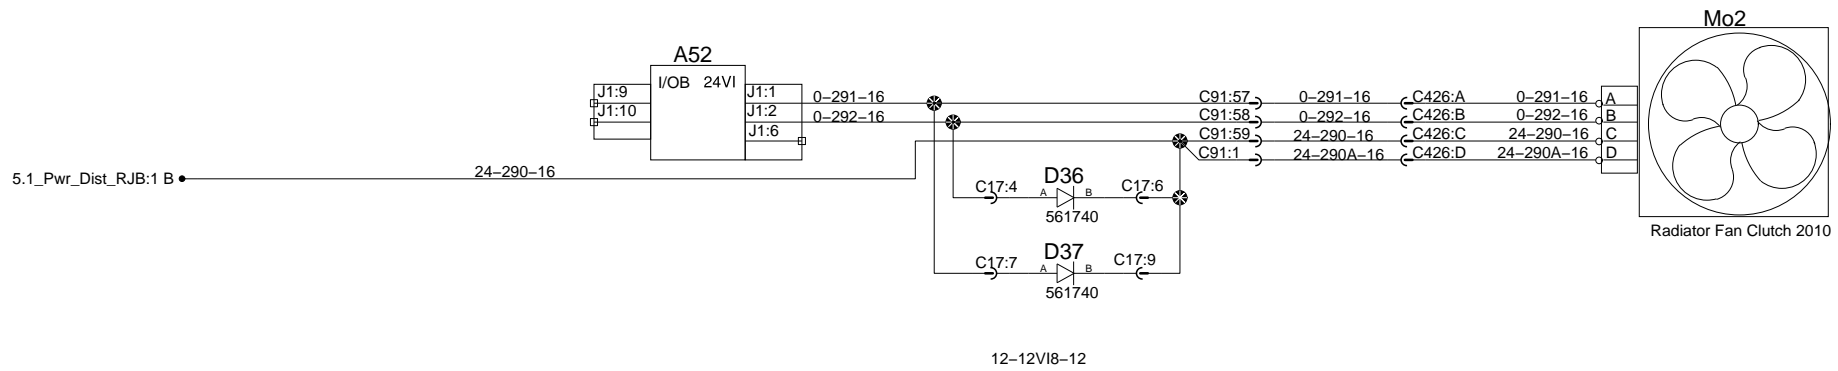 Mo2
A52
I/OB 24VI
J1:9
J1:10
J1:1
J1:2
J1:6
0-291-16
0-292-16
C91:57 0-291-16 C426:A 0-291-16 A
C91:58 0-292-16 C426:B 0-292-16 B
C91:59 24-290-16 C426:C 24-290-16 C
C91:1 24-290A-16 C426:D 24-290A-16 D
5.1_Pwr_Dist_RJB:1 B
24-290-16
D36
C17:4 A B C17:6
561740
Radiator Fan Clutch 2010
D37
C17:7 A B C17:9
561740
12-12VI8-12